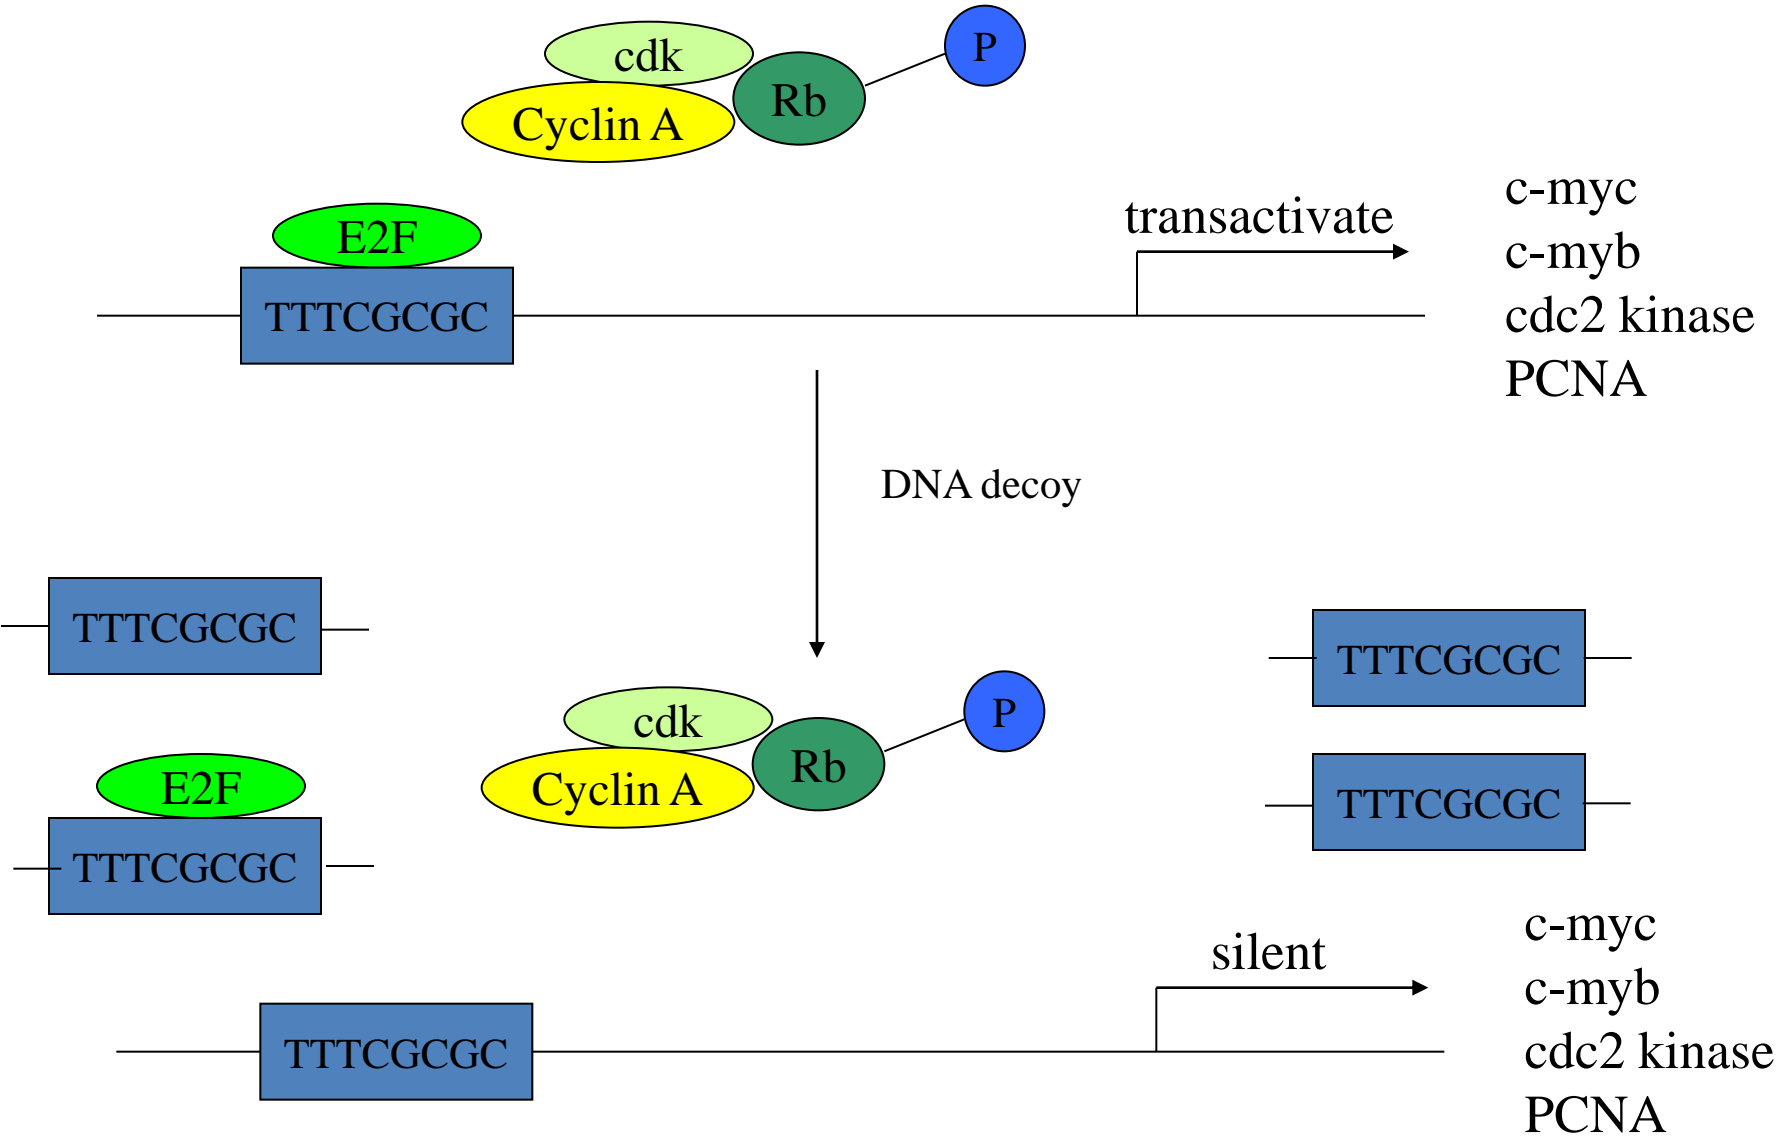 P
cdk
Rb
Cyclin A
c-myc
transactivate
E2F
c-myb
TTTCGCGC
cdc2 kinase
PCNA
DNA decoy
TTTCGCGC
TTTCGCGC
P
cdk
Rb
E2F
Cyclin A
TTTCGCGC
TTTCGCGC
c-myc
silent
c-myb
TTTCGCGC
cdc2 kinase
PCNA